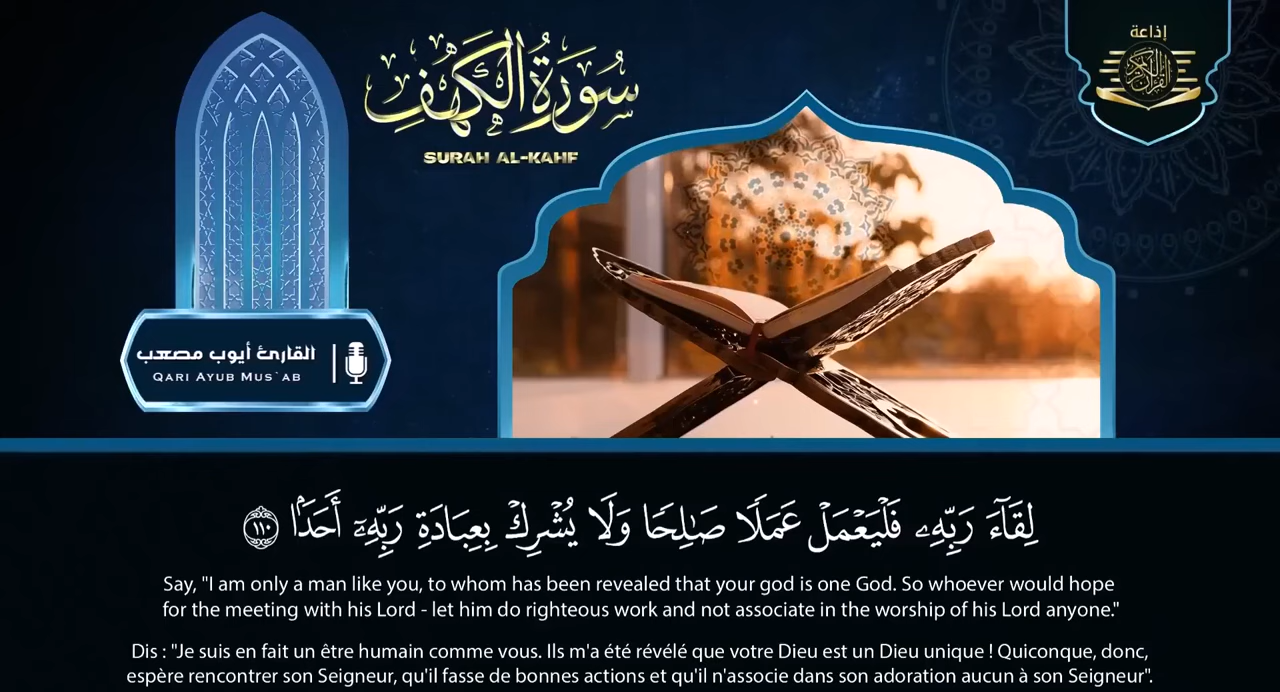 سُورَةُ الكَهْفِ
SURAH AL-KAHF
إذاعة
القرآن الكريم
القارئ أيوب مصعب
QARI AYUB MUS`AB
لِقَآءَ رَبِّهِۦ فَلْيَعْمَلْ عَمَلًا صَٰلِحًا وَلَا يُشْرِكْ بِعِبَادَةِ رَبِّهِۦٓ أَحَدًۢا ١١٠
Say, "I am only a man like you, to whom has been revealed that your god is one God. So whoever would hope
for the meeting with his Lord - let him do righteous work and not associate in the worship of his Lord anyone."
Dis : "Je suis en fait un être humain comme vous. Ils m'a été révélé que votre Dieu est un Dieu unique ! Quiconque, donc,
espère rencontrer son Seigneur, qu'il fasse de bonnes actions et qu'il n'associe dans son adoration aucun à son Seigneur".